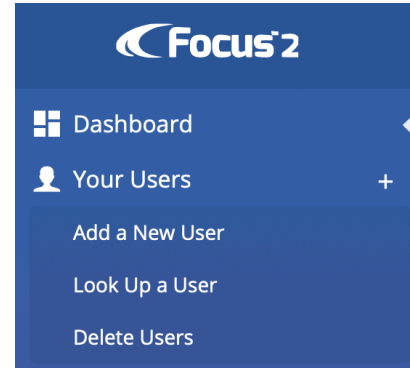 Focus 2
Dashboard
Your Users +
Add a New User
Look Up a User
Delete Users